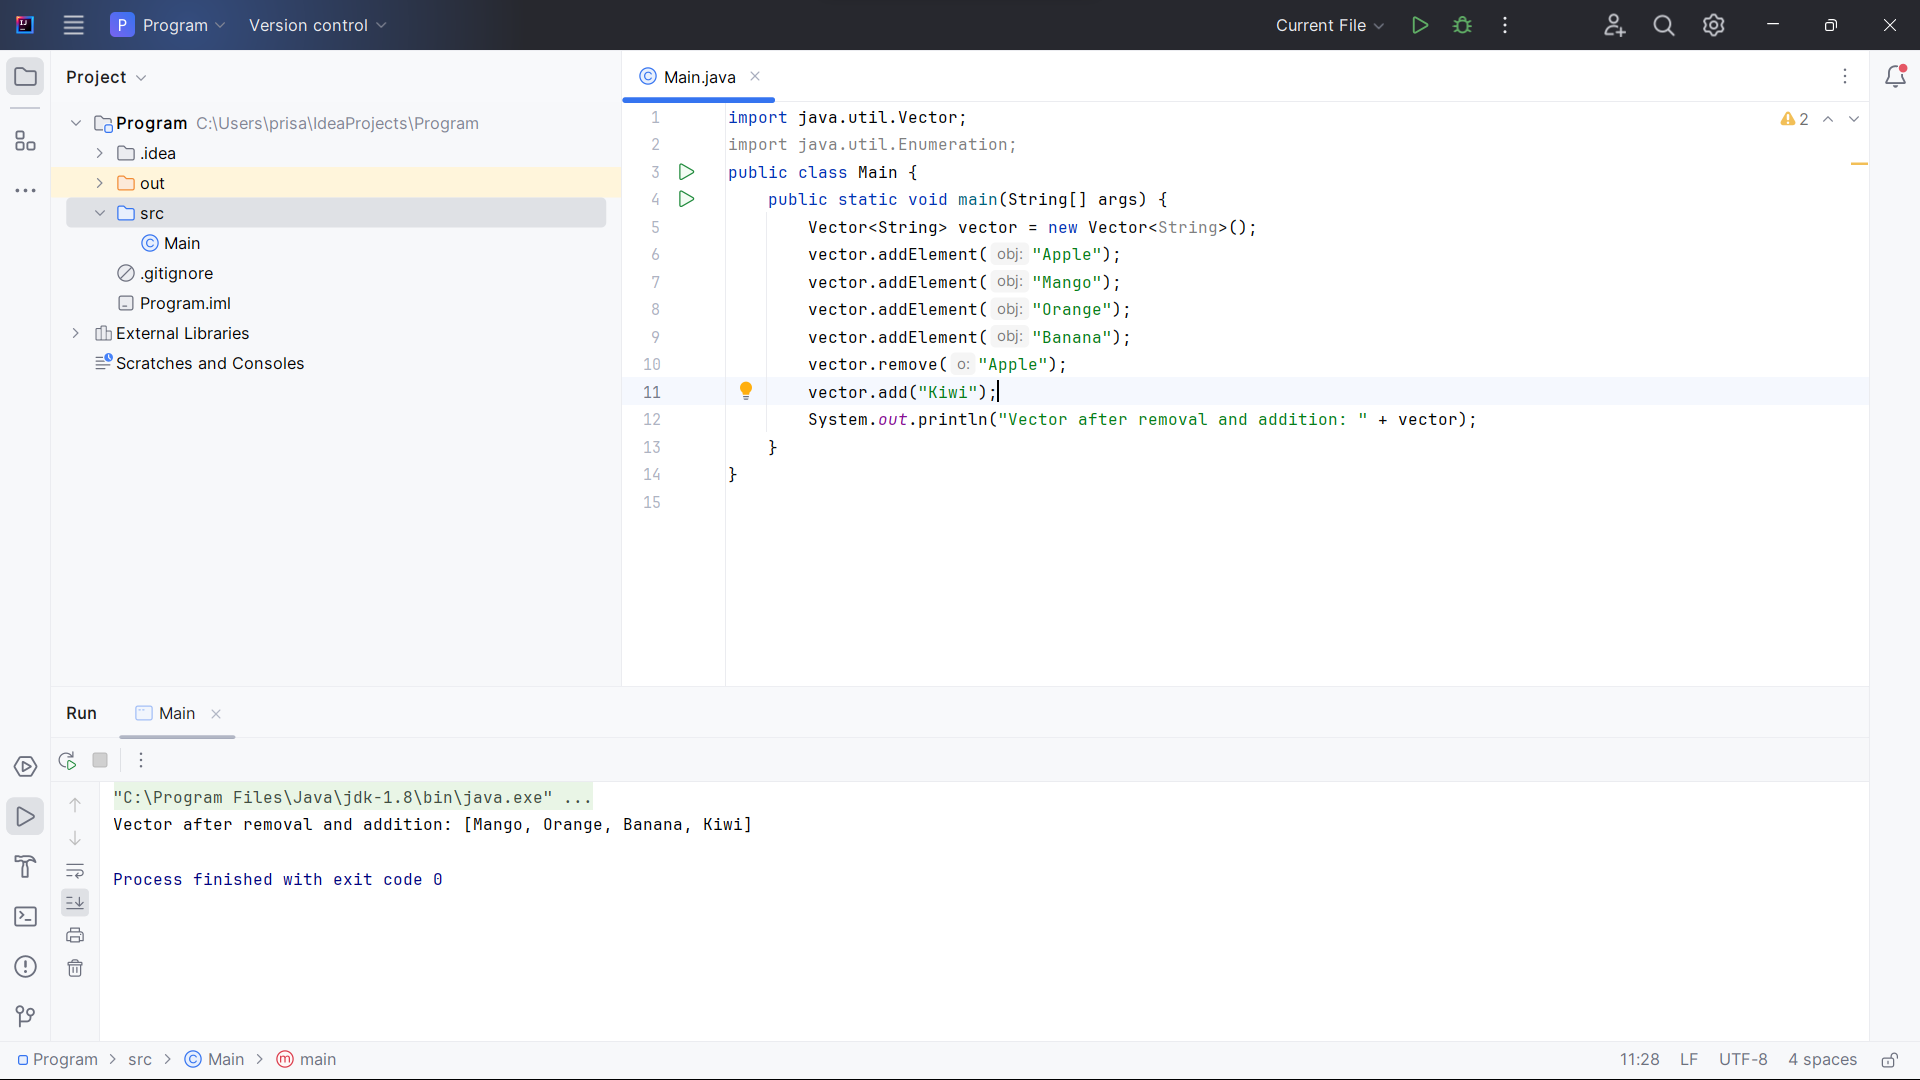 P Program Version control Current File
Project
Main.java
Program C:\Users\prisa\IdeaProjects\Program
.idea
out
src
Main
.gitignore
Program.iml
External Libraries
Scratches and Consoles
2
1 import java.util.Vector;
2 import java.util.Enumeration;
3 public class Main {
4 public static void main(String[] args) {
5 Vector<String> vector = new Vector<String>();
6 vector.addElement( obj: "Apple");
7 vector.addElement( obj: "Mango");
8 vector.addElement( obj: "Orange");
9 vector.addElement( obj: "Banana");
10 vector.remove( o: "Apple");
11 vector.add("Kiwi");
12 System.out.println("Vector after removal and addition: " + vector);
13 }
14 }
15
Run Main
"C:\Program Files\Java\jdk-1.8\bin\java.exe" ...
Vector after removal and addition: [Mango, Orange, Banana, Kiwi]
Process finished with exit code 0
Program > src > Main > main 11:28 LF UTF-8 4 spaces